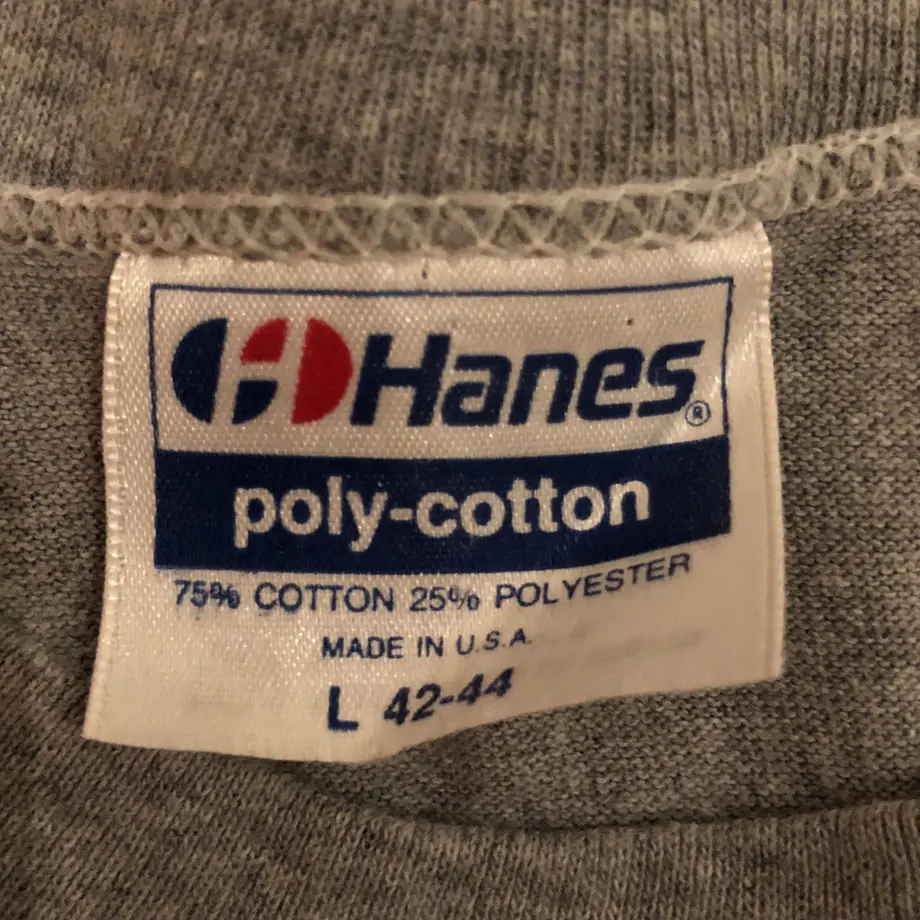 Hanes®
poly-cotton
75% COTTON 25% POLYESTER
MADE IN U.S.A.
L 42-44